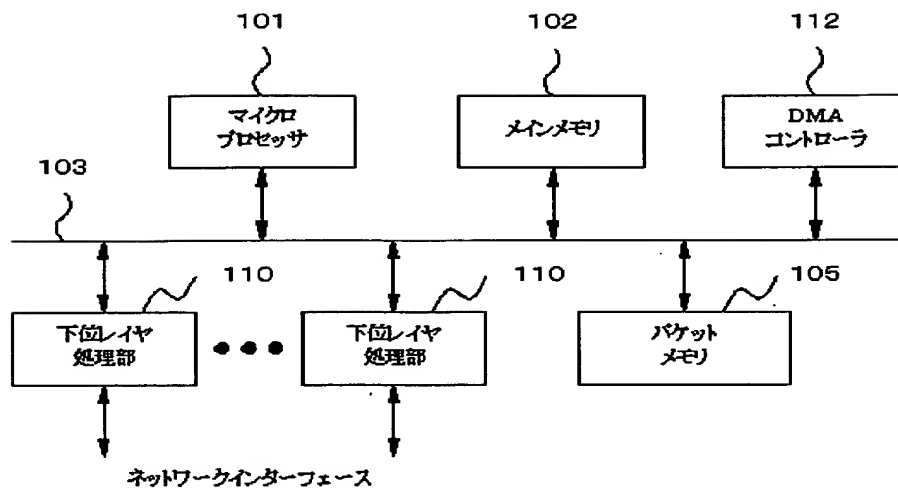 101
102
112
マイクロ
プロセッサ
メインメモリ
DMA
コントローラ
103
110
110
105
下位レイヤ
処理部
下位レイヤ
処理部
パケット
メモリ
ネットワークインターフェース